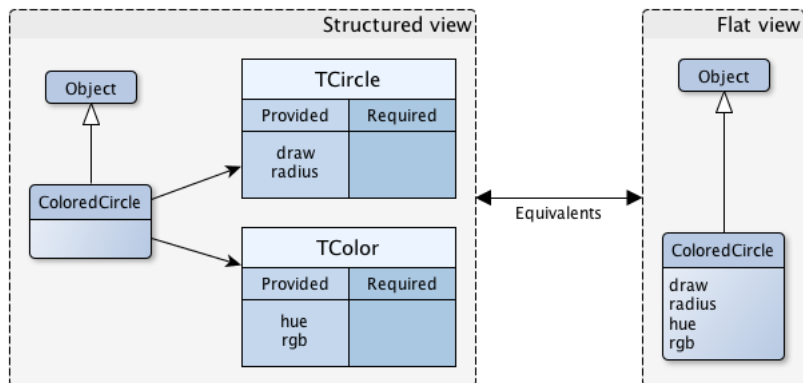 Structured view
Object
ColoredCircle
TCircle
Provided Required
draw
radius
TColor
Provided Required
hue
rgb
Equivalents
Flat view
Object
ColoredCircle
draw
radius
hue
rgb